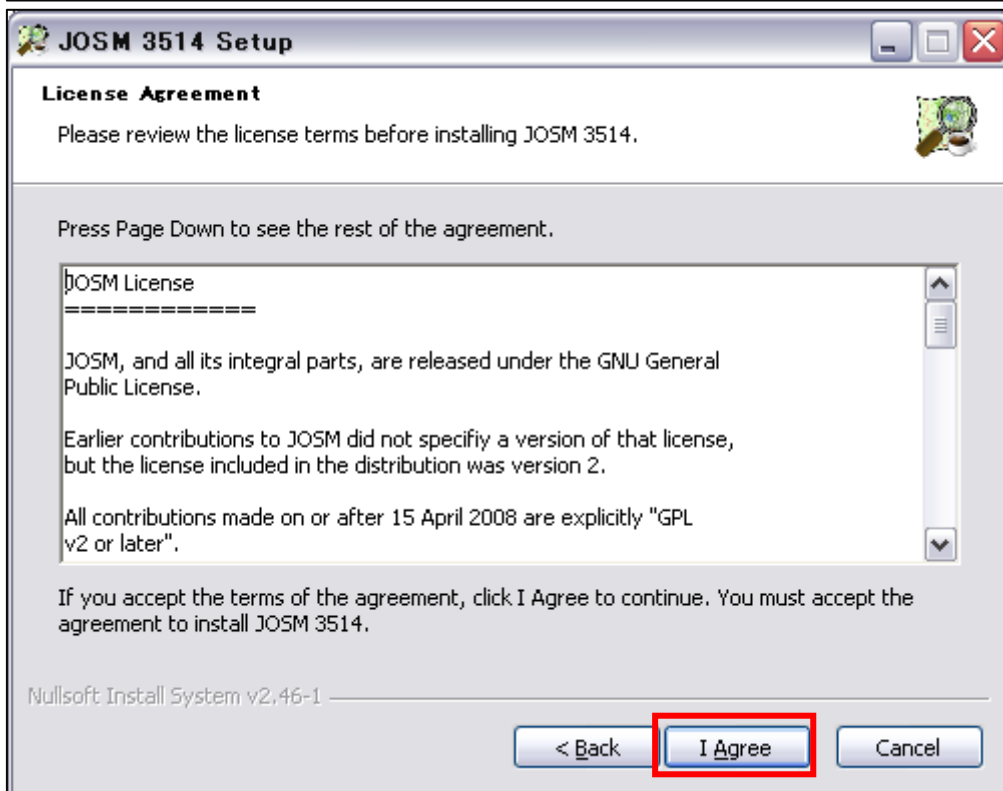 JOSM 3514 Setup
License Agreement
Please review the license terms before installing JOSM 3514.
Press Page Down to see the rest of the agreement.
JOSM License
============
JOSM, and all its integral parts, are released under the GNU General
Public License.
Earlier contributions to JOSM did not specifiy a version of that license,
but the license included in the distribution was version 2.
All contributions made on or after 15 April 2008 are explicitly "GPL
v2 or later".
If you accept the terms of the agreement, click I Agree to continue. You must accept the
agreement to install JOSM 3514.
Nullsoft Install System v2.46-1
< Back I Agree Cancel